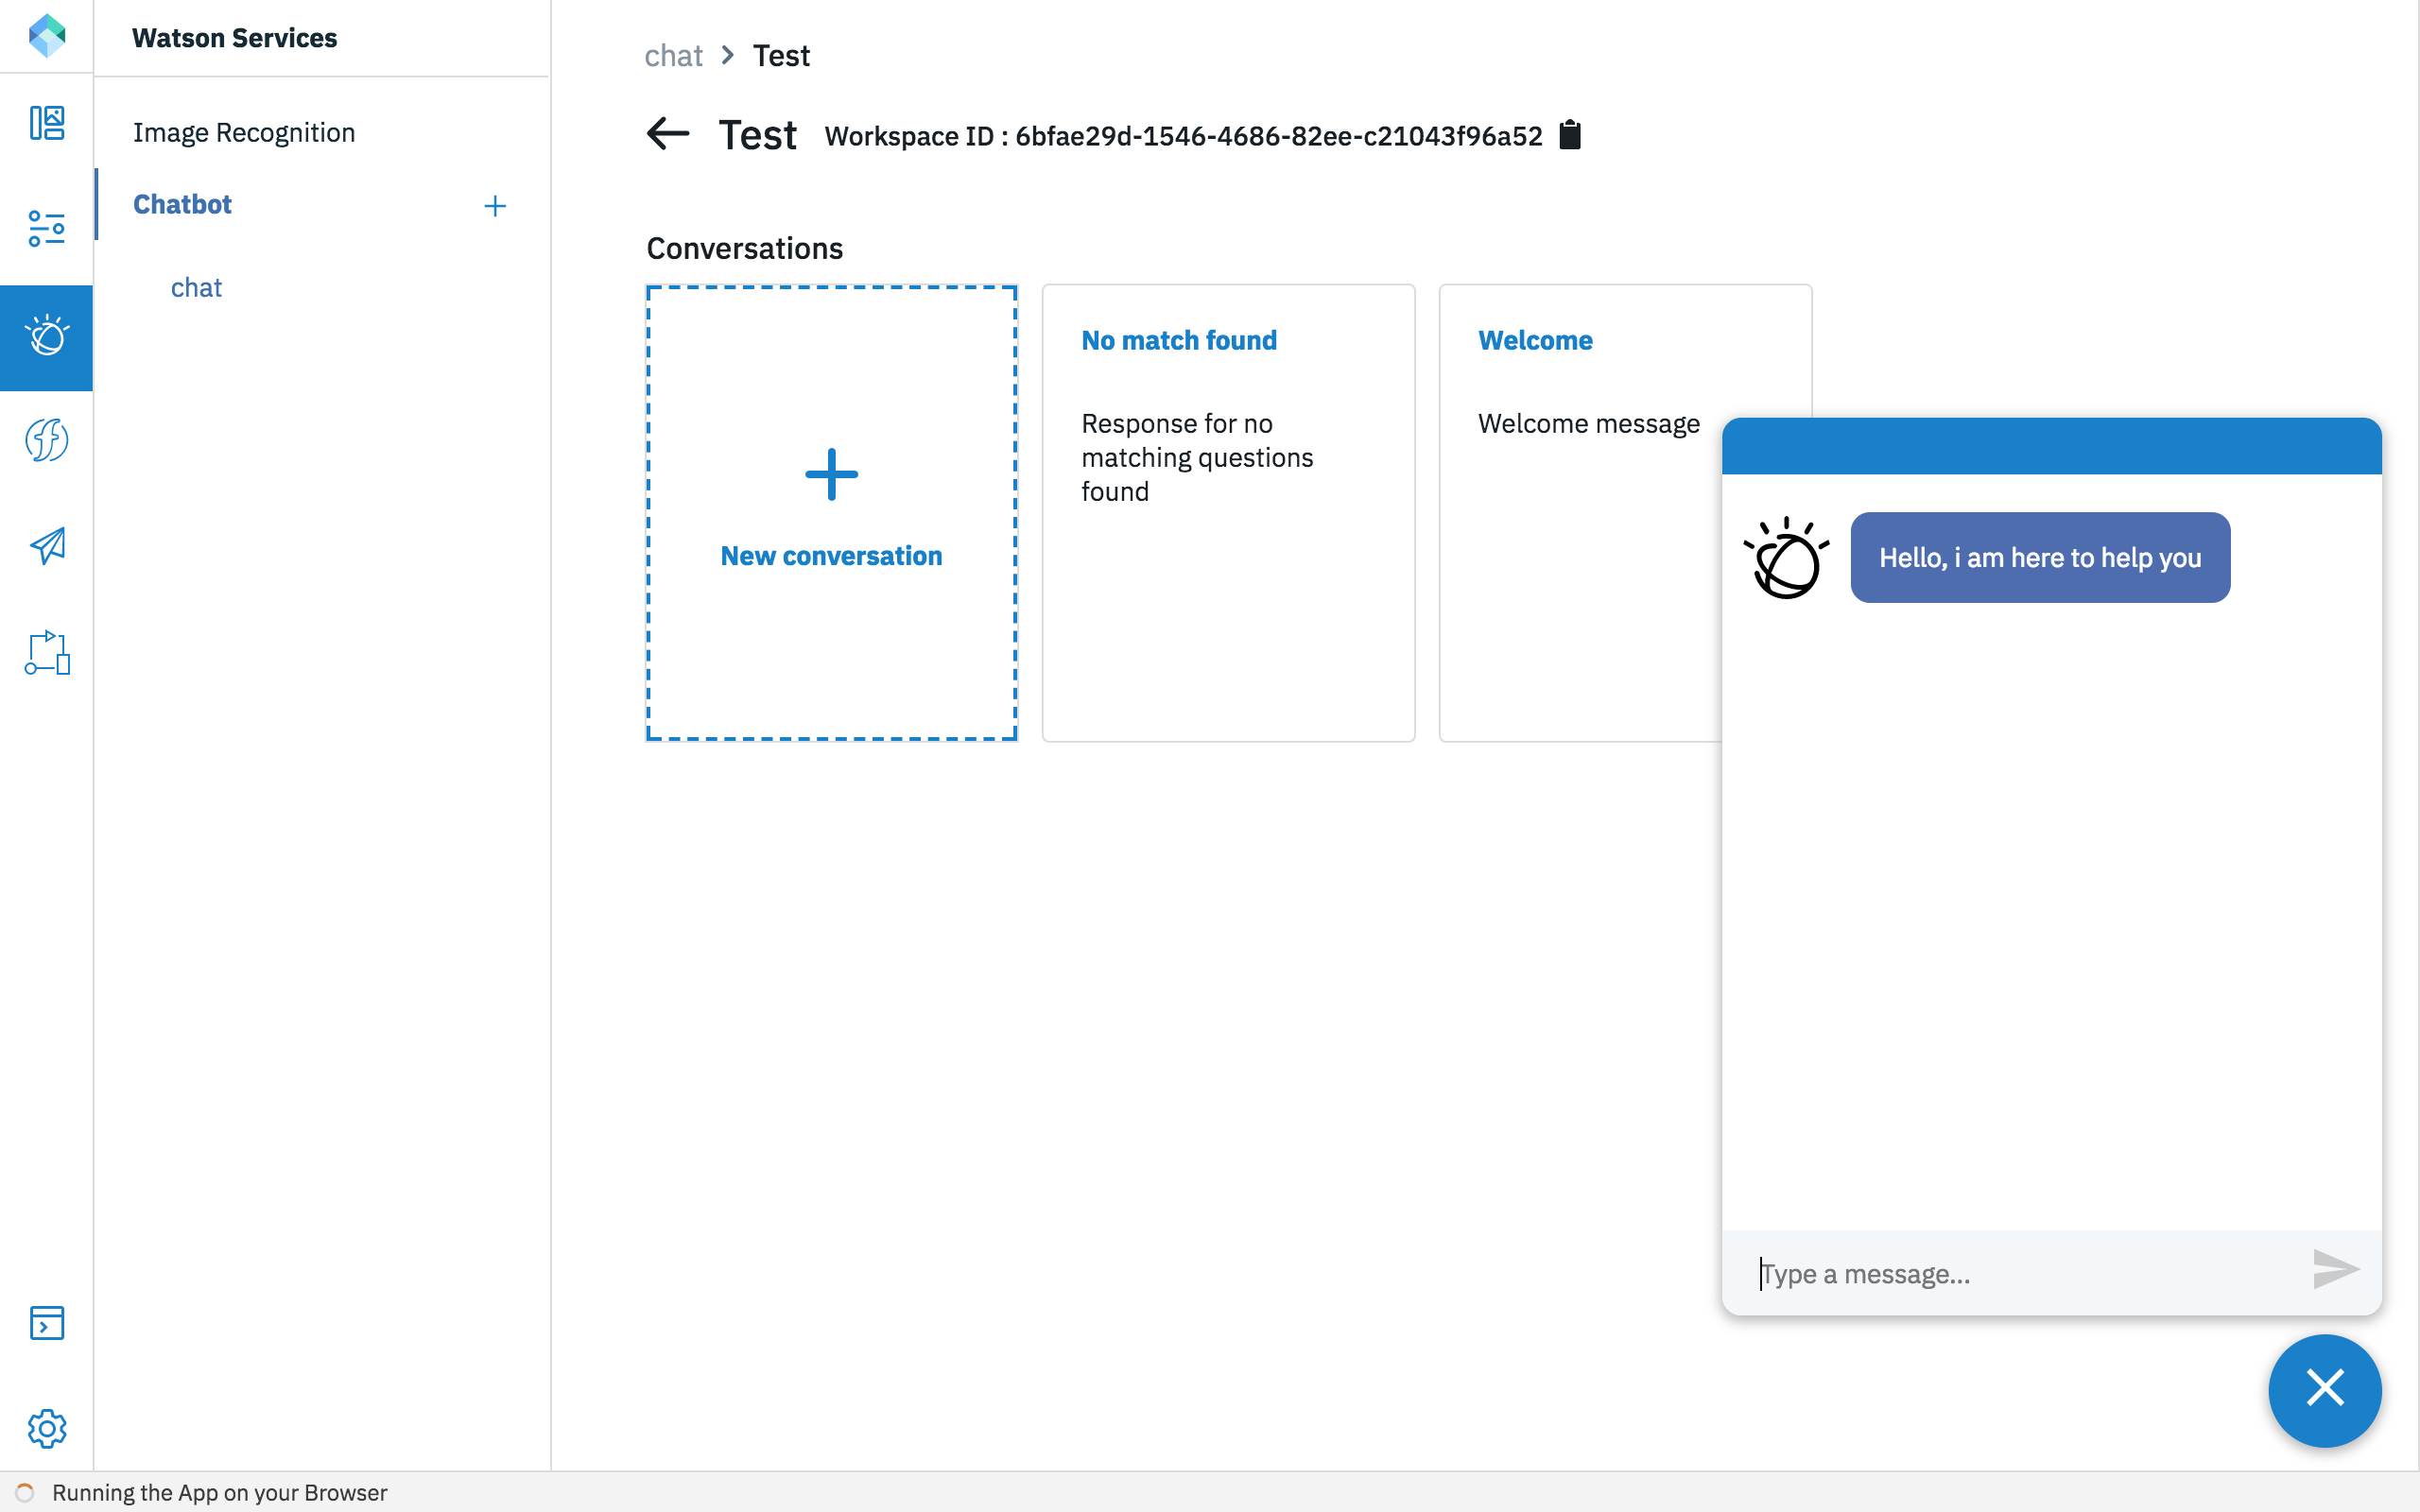 Watson Services
Image Recognition
Chatbot
chat
chat > Test
Test Workspace ID : 6bfae29d-1546-4686-82ee-c21043f96a52
Conversations
New conversation
No match found
Response for no
matching questions
found
Welcome
Welcome message
Hello, i am here to help you
Type a message...
Running the App on your Browser